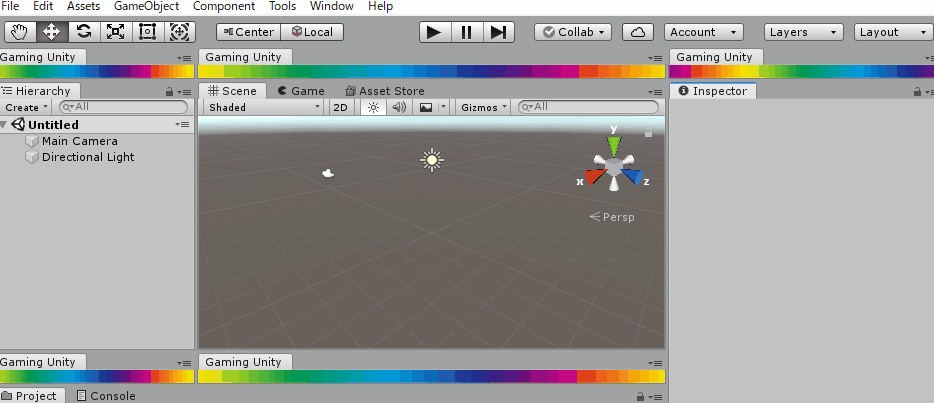 File Edit Assets GameObject Component Tools Window Help
Center Local Collab Account Layers Layout
Gaming Unity Gaming Unity Gaming Unity
Hierarchy Scene Game Asset Store Inspector
Create All Shaded 2D Gizmos All
Untitled
Main Camera
Directional Light
y
x z
Persp
Gaming Unity Gaming Unity
Project Console